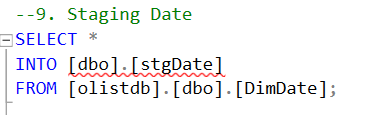 --9. Staging Date
SELECT *
INTO [dbo].[stgDate]
FROM [olistdb].[dbo].[DimDate];